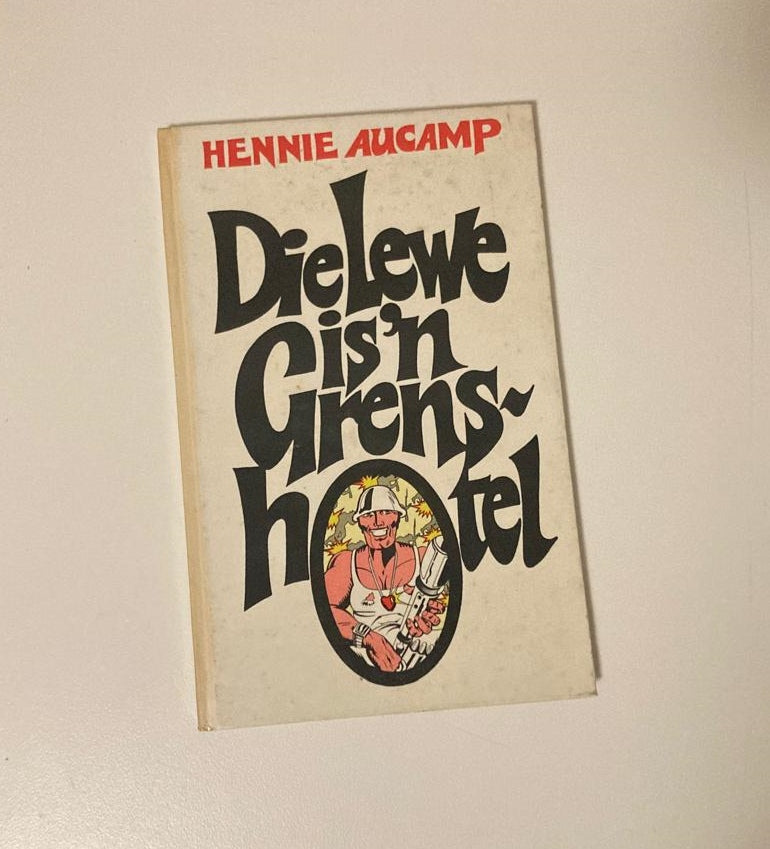 HENNIE AUCAMP
Die Lewe
is 'n
Grens-
hotel